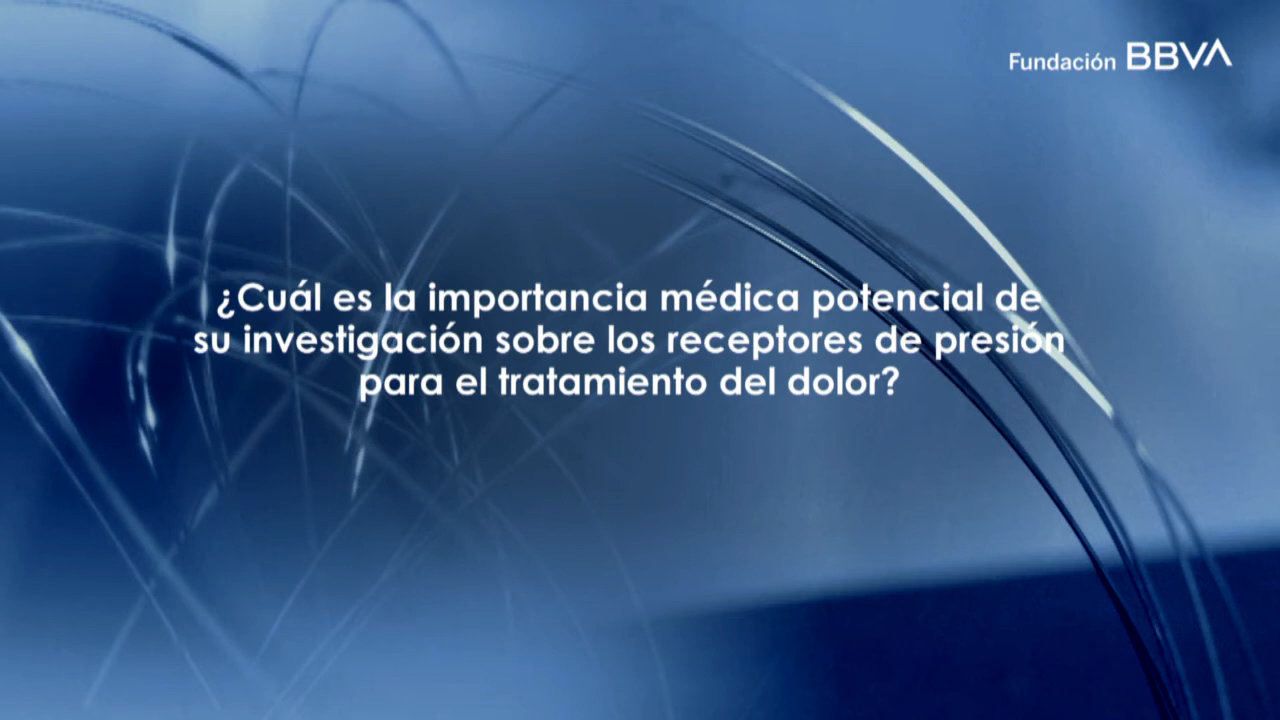 Fundación BBVA
¿Cuál es la importancia médica potencial de
su investigación sobre los receptores de presión
para el tratamiento del dolor?